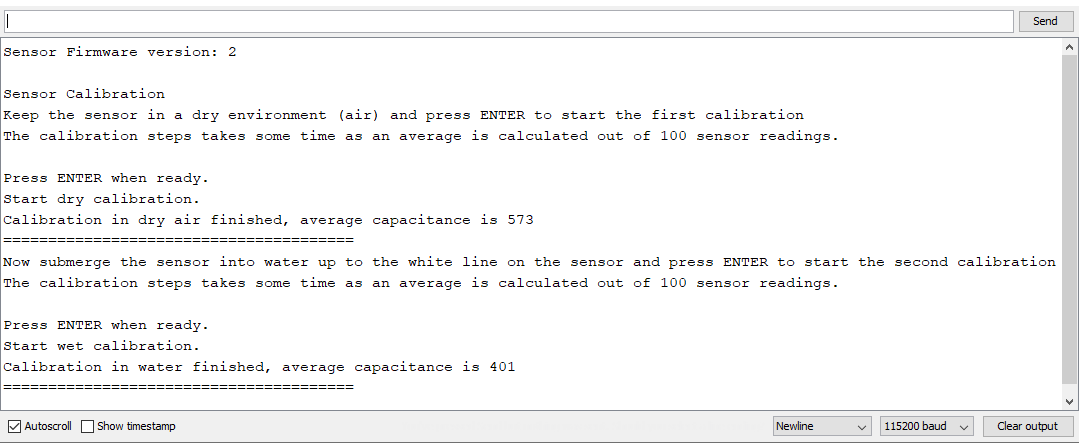 Send
Sensor Firmware version: 2
Sensor Calibration
Keep the sensor in a dry environment (air) and press ENTER to start the first calibration
The calibration steps takes some time as an average is calculated out of 100 sensor readings.
Press ENTER when ready.
Start dry calibration.
Calibration in dry air finished, average capacitance is 573
=======================================
Now submerge the sensor into water up to the white line on the sensor and press ENTER to start the second calibration
The calibration steps takes some time as an average is calculated out of 100 sensor readings.
Press ENTER when ready.
Start wet calibration.
Calibration in water finished, average capacitance is 401
=======================================
Autoscroll Show timestamp Newline 115200 baud Clear output